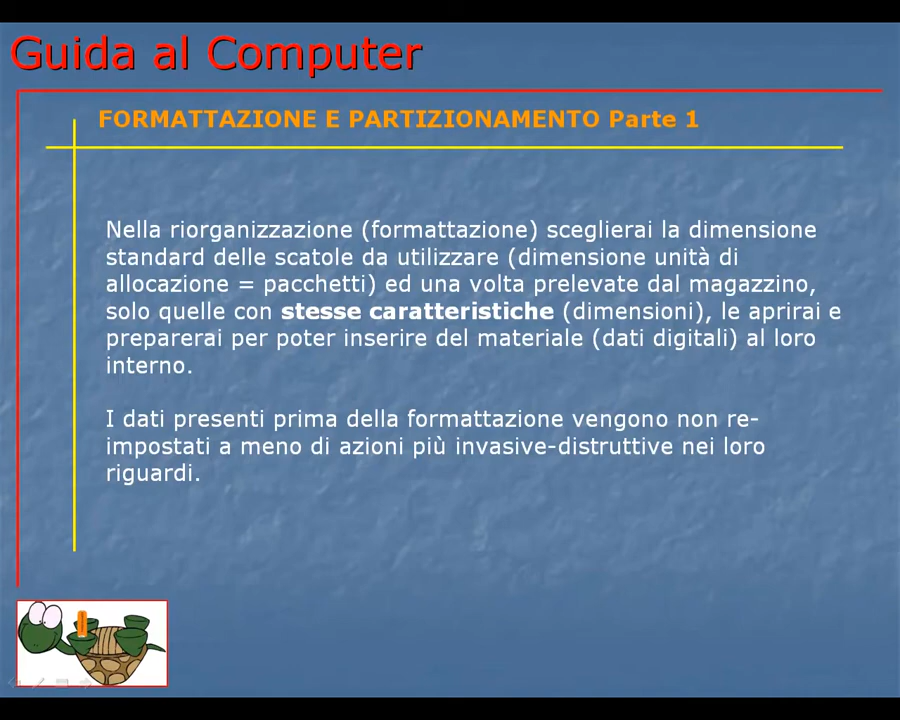 Guida al Computer
FORMATTAZIONE E PARTIZIONAMENTO Parte 1
Nella riorganizzazione (formattazione) sceglierai la dimensione
standard delle scatole da utilizzare (dimensione unità di
allocazione = pacchetti) ed una volta prelevate dal magazzino,
solo quelle con stesse caratteristiche (dimensioni), le aprirai e
preparerai per poter inserire del materiale (dati digitali) al loro
interno.
I dati presenti prima della formattazione vengono non re-
impostati a meno di azioni più invasive-distruttive nei loro
riguardi.